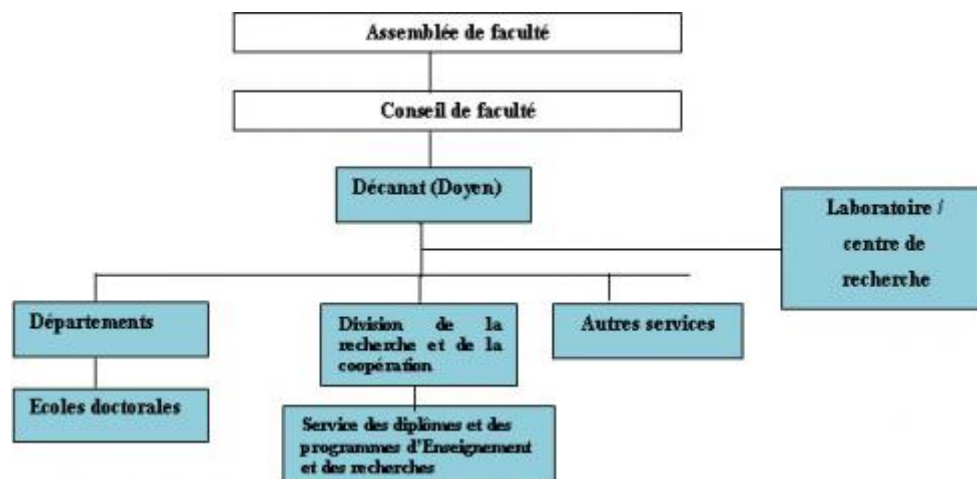 Assemblée de faculté
Conseil de faculté
Décanat (Doyen)
Laboratoire /
centre de
recherche
Départements
Division de la
recherche et de la
coopération
Autres services
Ecoles doctorales
Service des diplômes et des
programmes d'Enseignement
et des recherches